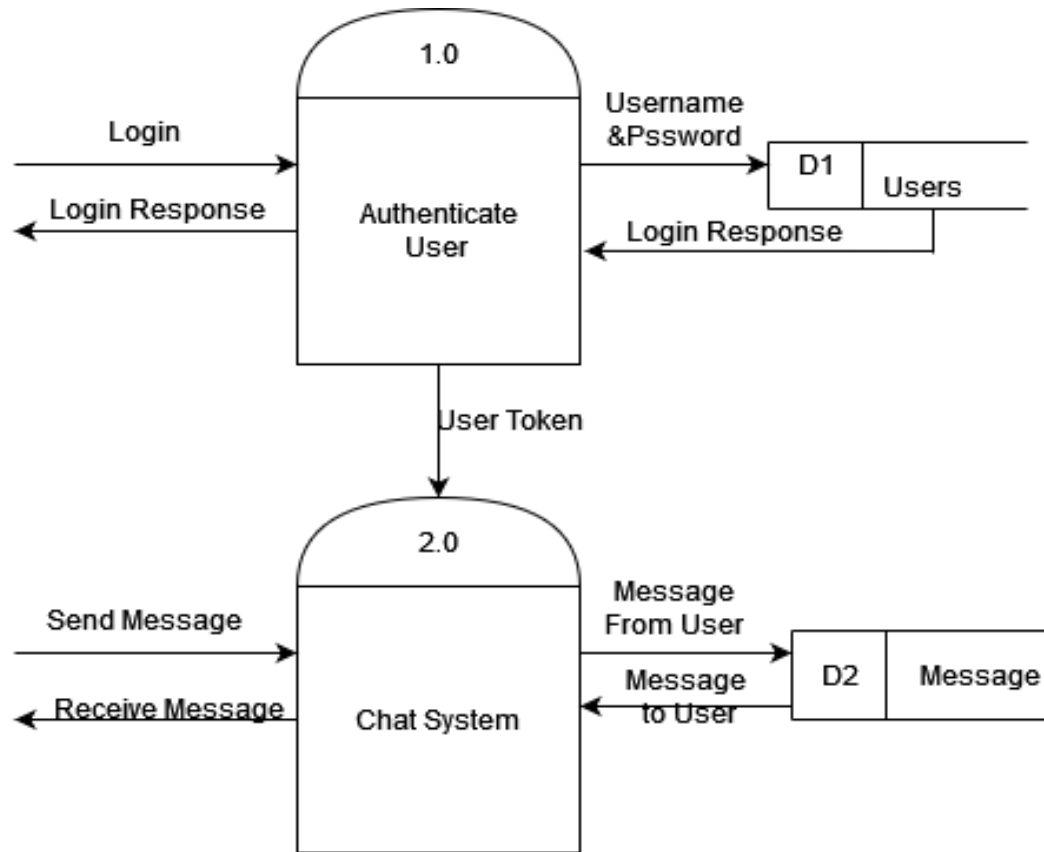 1.0
Login
Username
&Pssword
D1
Users
Login Response
Authenticate
User
Login Response
User Token
2.0
Send Message
Message
From User
D2
Message
Receive Message
Chat System
Message
to User